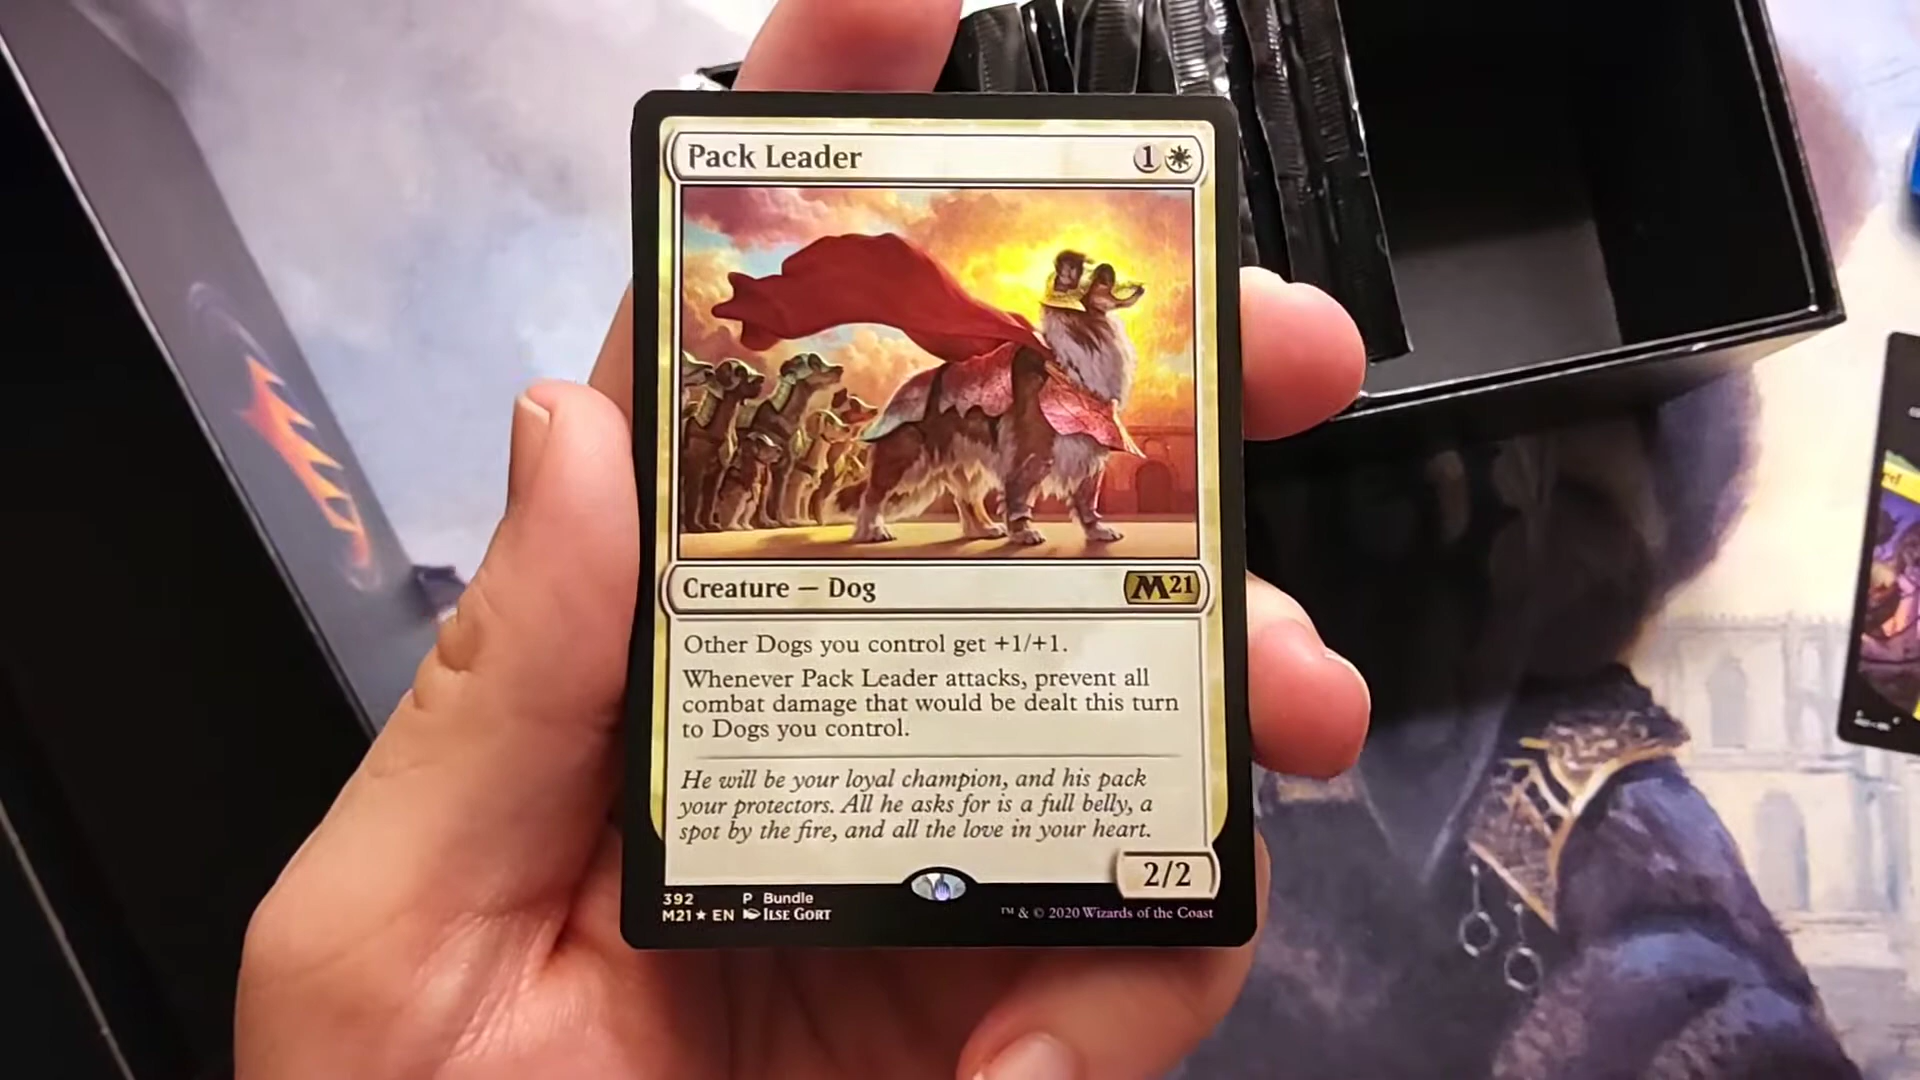 Pack Leader
1
Creature — Dog
M21
Other Dogs you control get +1/+1.
Whenever Pack Leader attacks, prevent all
combat damage that would be dealt this turn
to Dogs you control.
He will be your loyal champion, and his pack
your protectors. All he asks for is a full belly, a
spot by the fire, and all the love in your heart.
2/2
392 P Bundle
M21 ★ EN ILSE GORT
™ & © 2020 Wizards of the Coast